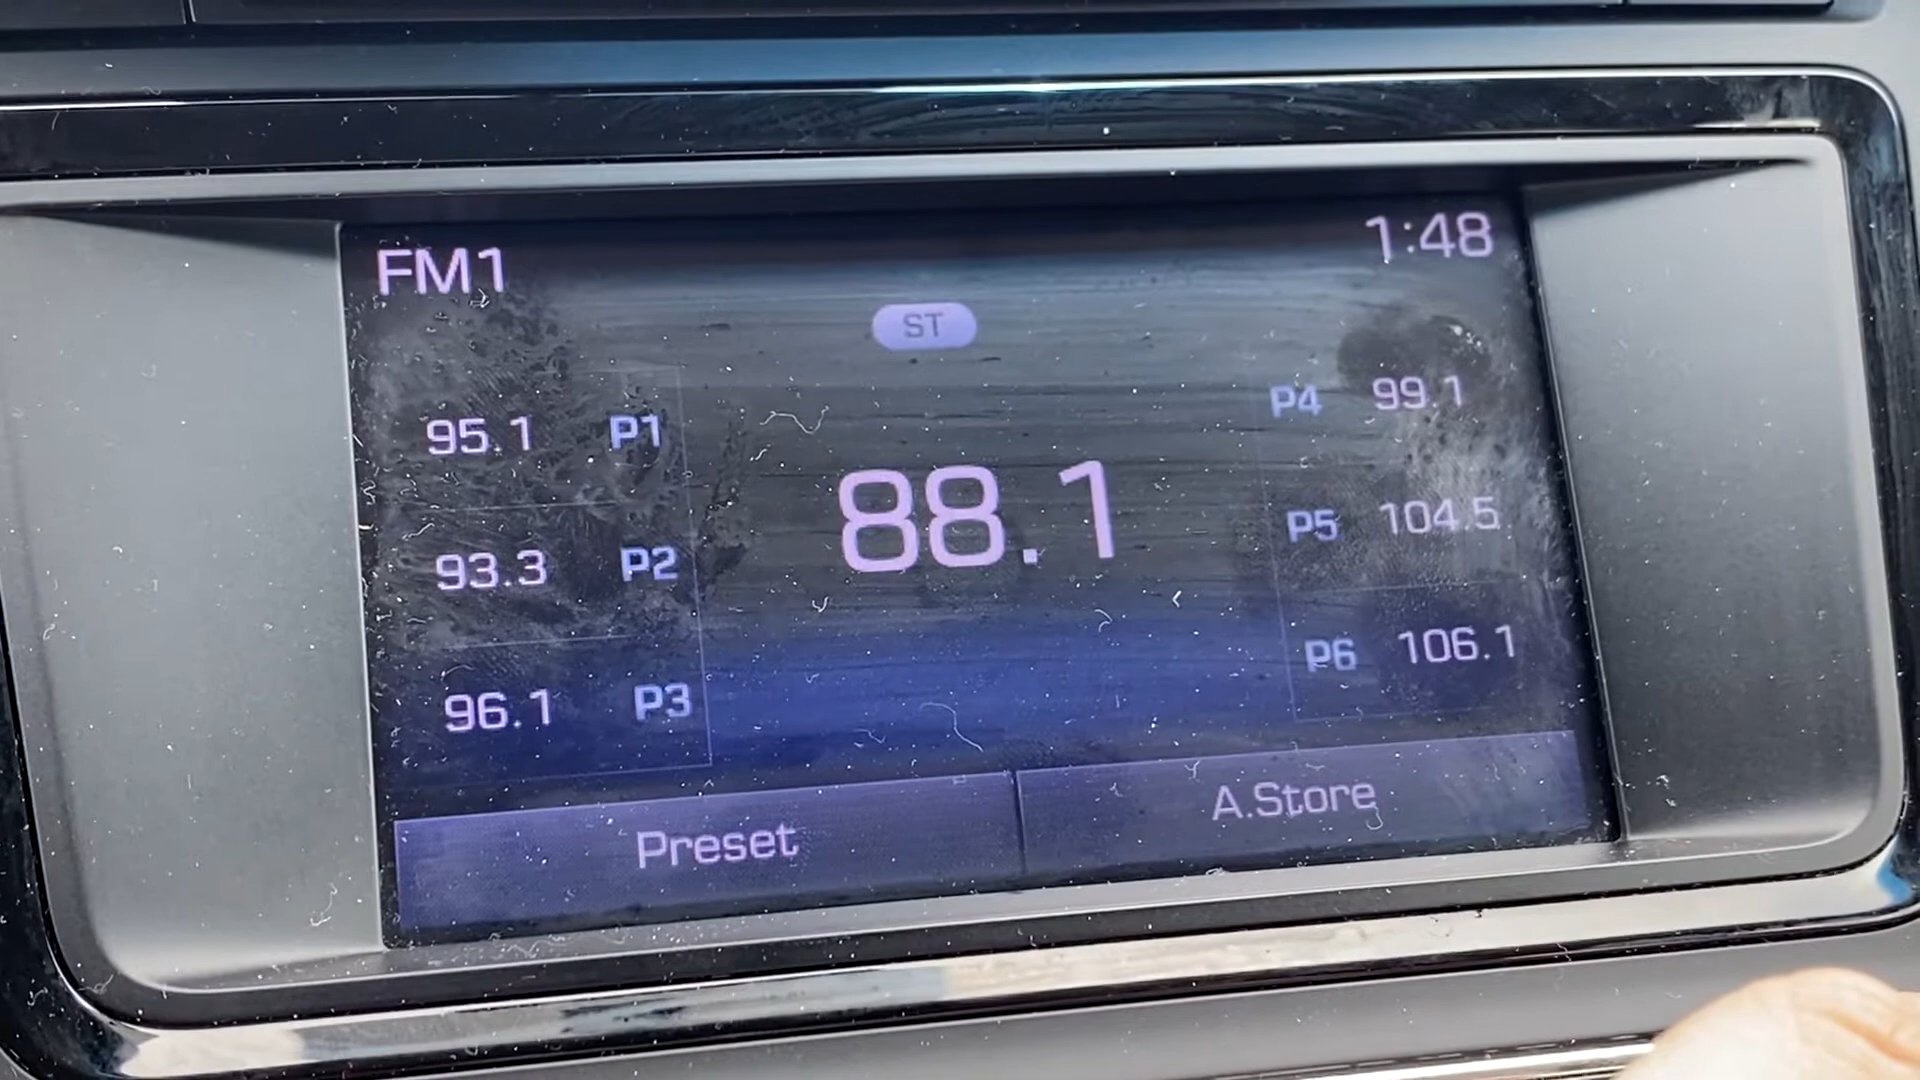 FM1 1:48
ST
95.1 P1
93.3 P2
96.1 P3
88.1
P4 99.1
P5 104.5
P6 106.1
Preset A.Store